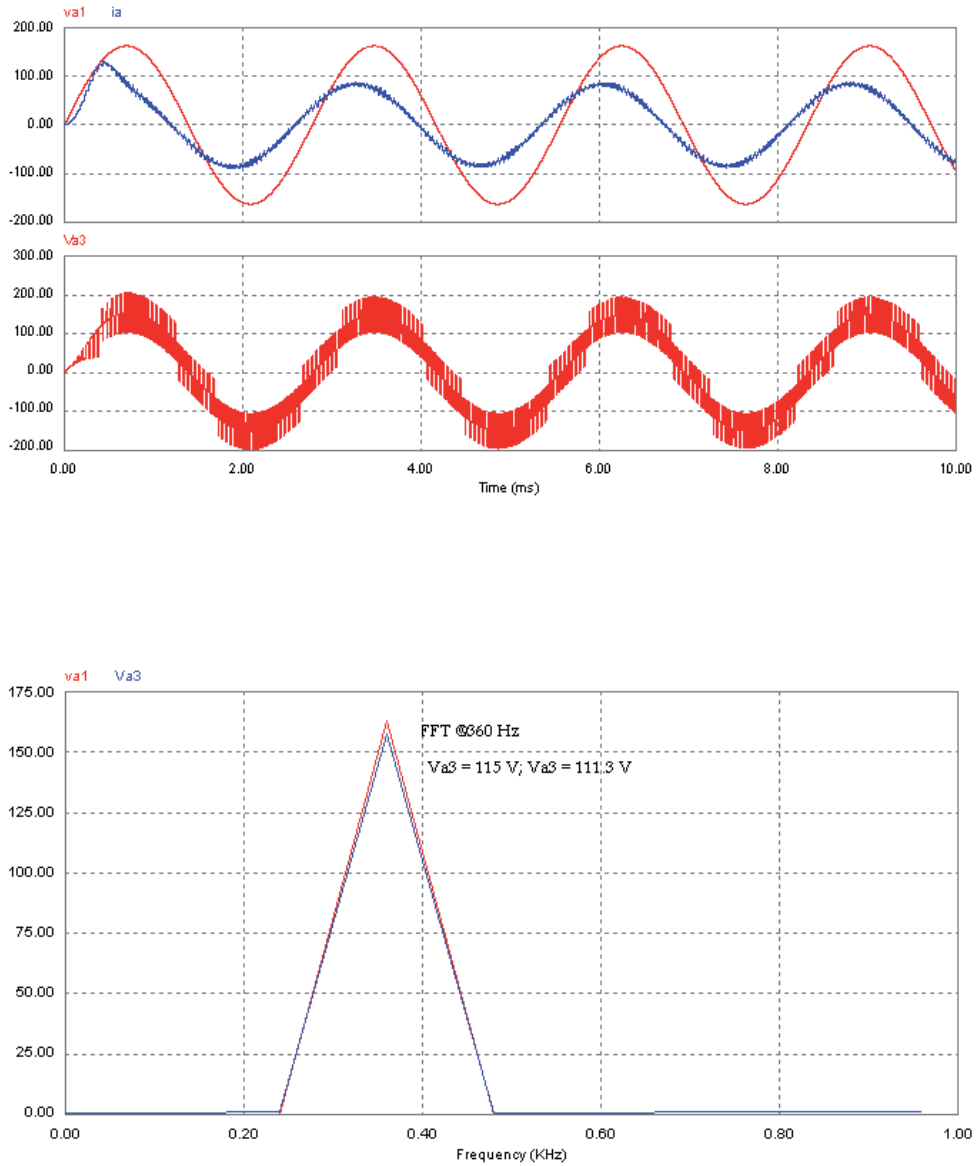 va1 ia
200.00
100.00
0.00
-100.00
-200.00
Va3
300.00
200.00
100.00
0.00
-100.00
-200.00
0.00 2.00 4.00 6.00 8.00 10.00
Time (ms)
va1 Va3
175.00
150.00
125.00
100.00
75.00
50.00
25.00
0.00
FFT @360 Hz
Va3 = 115 V; Va3 = 111.3 V
0.00 0.20 0.40 0.60 0.80 1.00
Frequency (KHz)